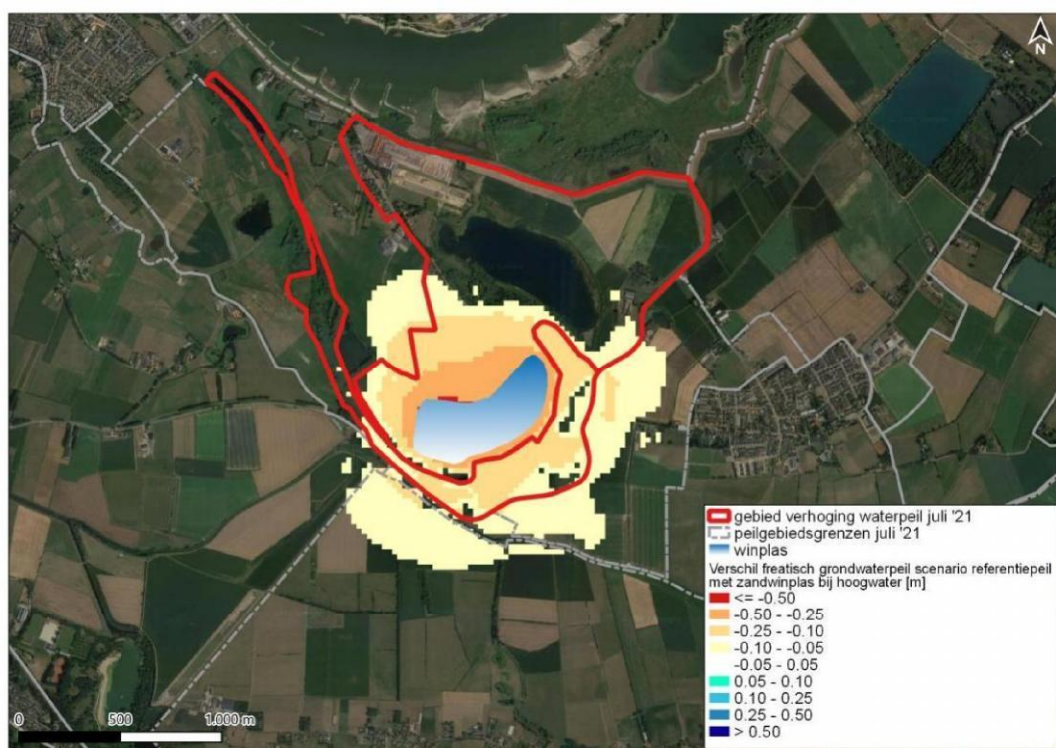 N
gebied verhoging waterpeil juli '21
peilgebiedsgrenzen juli '21
winplas
Verschil freatisch grondwaterpeil scenario referentiepeil
met zandwinplas bij hoogwater [m]
<= -0.50
-0.50 - -0.25
-0.25 - -0.10
-0.10 - -0.05
-0.05 - 0.05
0.05 - 0.10
0.10 - 0.25
0.25 - 0.50
> 0.50
0 500 1.000 m